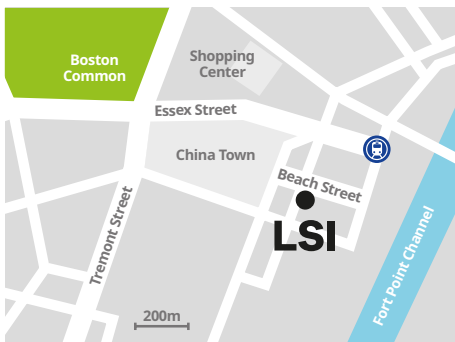 Boston
Common
Shopping
Center
Essex Street
China Town
Beach Street
LSI
Tremont Street
Fort Point Channel
200m